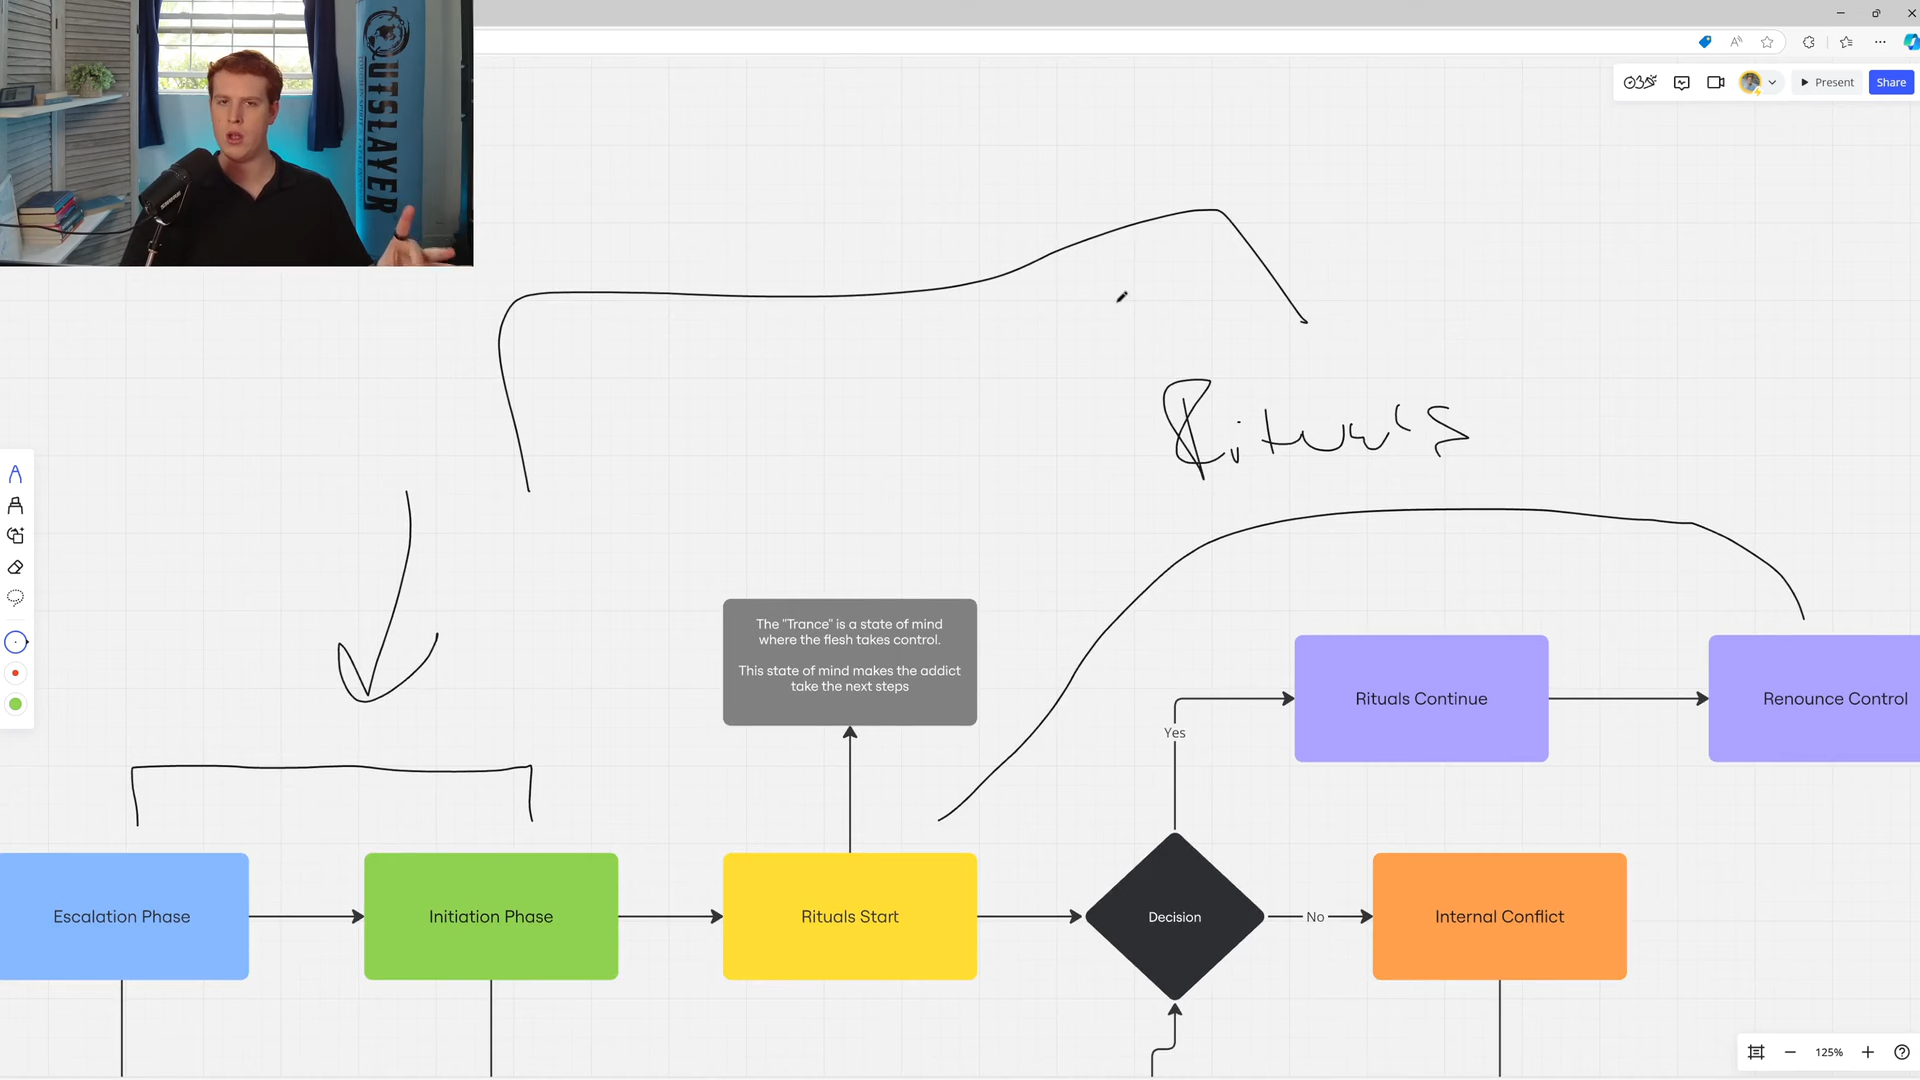 OUTSLAYER
SHURE
Present
Share
Rituals
The "Trance" is a state of mind
where the flesh takes control.
This state of mind makes the addict
take the next steps
Rituals Continue
Renounce Control
Yes
Escalation Phase
Initiation Phase
Rituals Start
Decision
No
Internal Conflict
125%